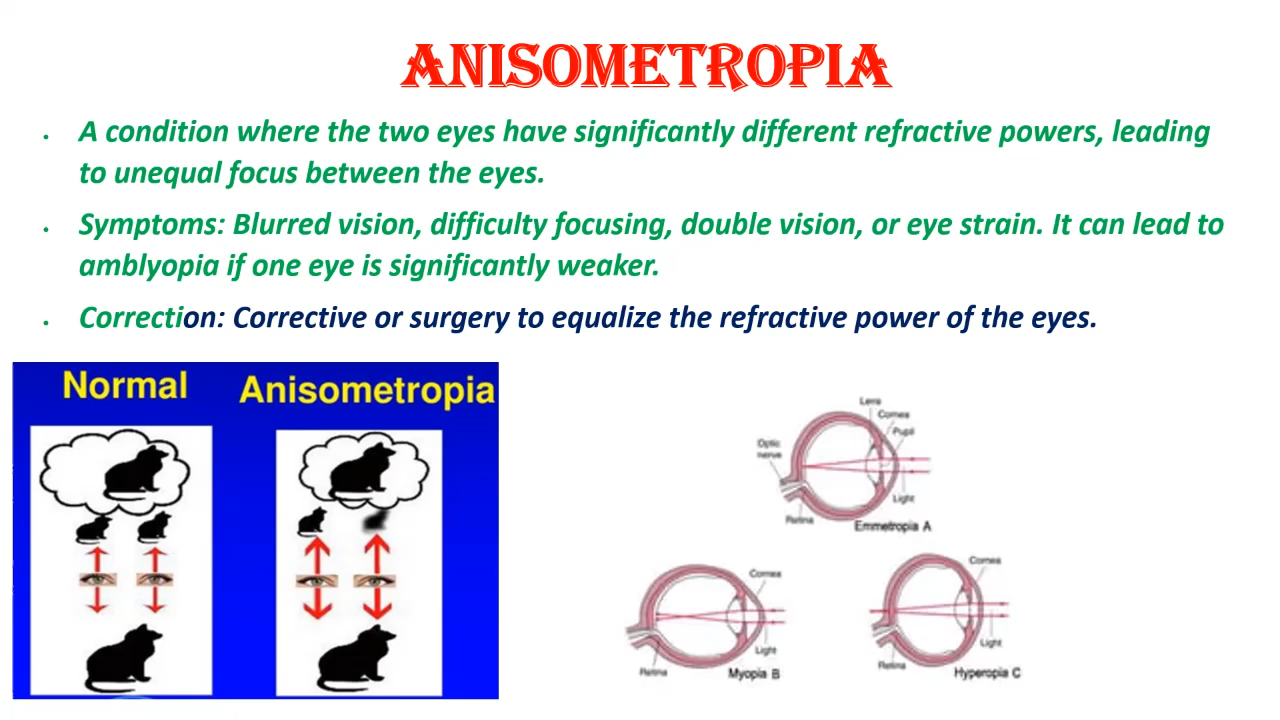 ANISOMETROPIA
• A condition where the two eyes have significantly different refractive powers, leading
to unequal focus between the eyes.
• Symptoms: Blurred vision, difficulty focusing, double vision, or eye strain. It can lead to
amblyopia if one eye is significantly weaker.
• Correction: Corrective or surgery to equalize the refractive power of the eyes.
Normal
Anisometropia
Lens
Cornea
Pupil
Optic
nerve
Light
Retina
Emmetropia A
Cornea
Light
Retina
Myopia B
Cornea
Light
Retina
Hyperopia C